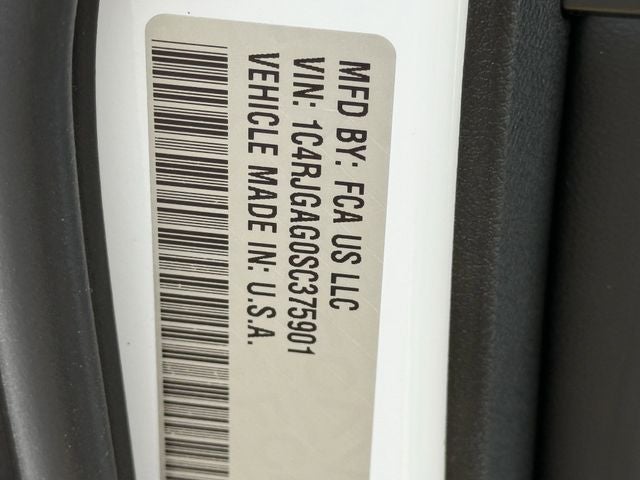 MFD BY: FCA US LLC
VIN: 1C4RJGAG0SC375901
VEHICLE MADE IN: U.S.A.